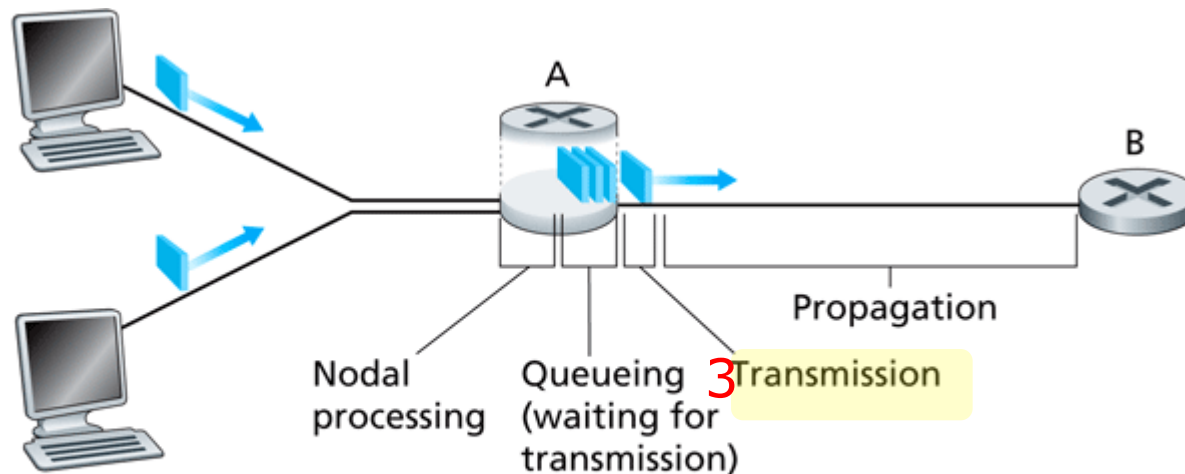 A
B
Propagation
Nodal
processing
Queueing
(waiting for
transmission)
3
Transmission